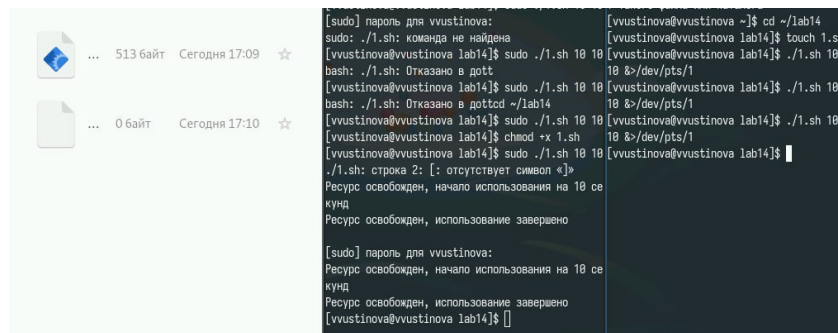 ... 513 байт Сегодня 17:09
... 0 байт Сегодня 17:10
[sudo] пароль для vvustinova:
sudo: ./1.sh: команда не найдена
[vvustinova@vvustinova lab14]$ sudo ./1.sh 10 10
bash: ./1.sh: Отказано в доtt
[vvustinova@vvustinova lab14]$ sudo ./1.sh 10 10
bash: ./1.sh: Отказано в доttcd ~/lab14
[vvustinova@vvustinova lab14]$ sudo ./1.sh 10 10
[vvustinova@vvustinova lab14]$ chmod +x 1.sh
[vvustinova@vvustinova lab14]$ sudo ./1.sh 10 10
./1.sh: строка 2: [: отсутствует символ «]»
Ресурс освобожден, начало использования на 10 се
кунд
Ресурс освобожден, использование завершено
[sudo] пароль для vvustinova:
Ресурс освобожден, начало использования на 10 се
кунд
Ресурс освобожден, использование завершено
[vvustinova@vvustinova lab14]$
[vvustinova@vvustinova ~]$ cd ~/lab14
[vvustinova@vvustinova lab14]$ touch 1.s
[vvustinova@vvustinova lab14]$ ./1.sh 10
10 &>/dev/pts/1
[vvustinova@vvustinova lab14]$ ./1.sh 10
10 &>/dev/pts/1
[vvustinova@vvustinova lab14]$ ./1.sh 10
10 &>/dev/pts/1
[vvustinova@vvustinova lab14]$